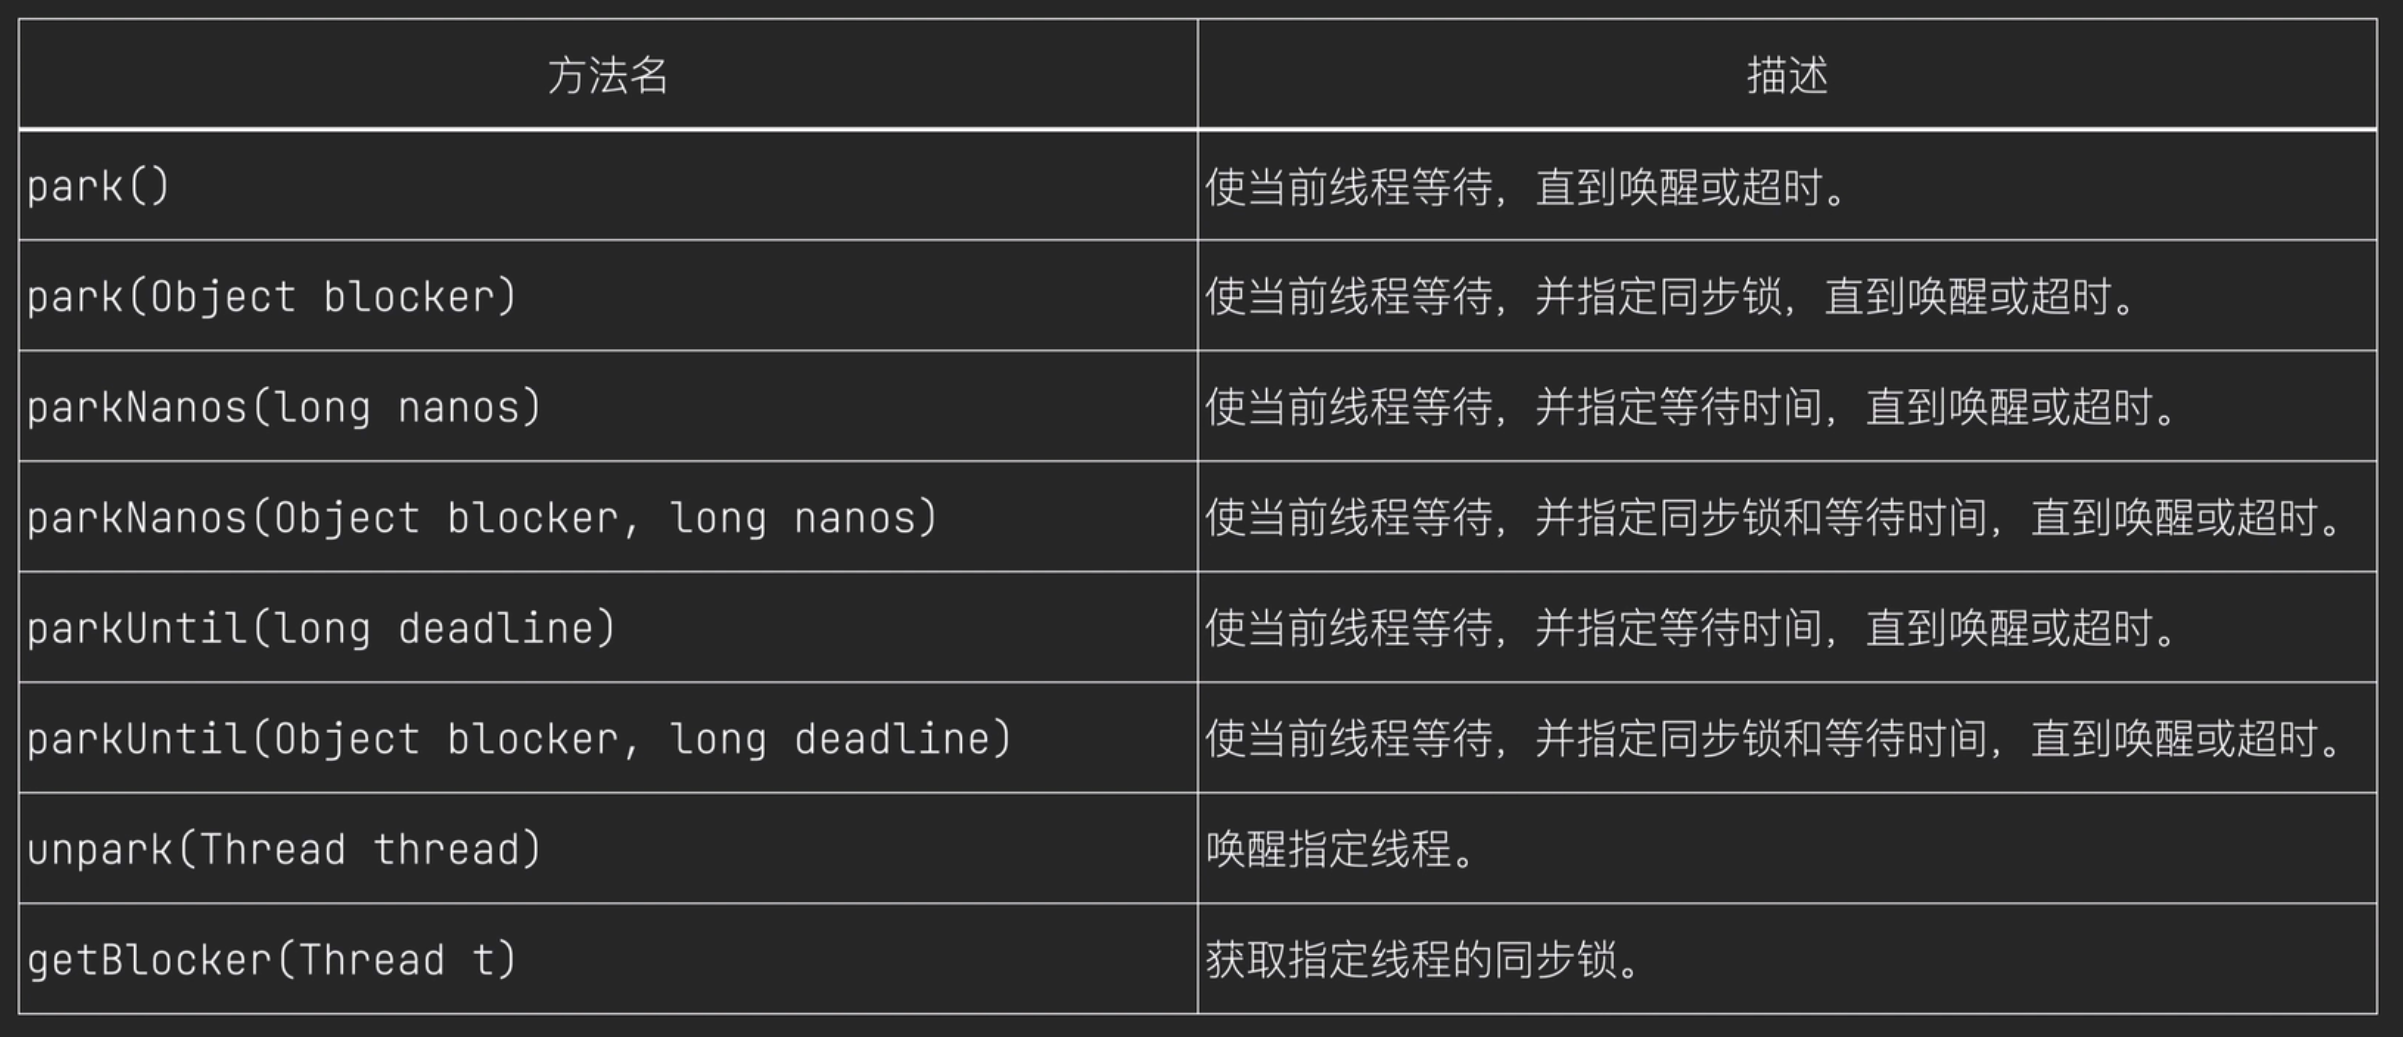 方法名 描述
park() 使当前线程等待，直到唤醒或超时。
park(Object blocker) 使当前线程等待，并指定同步锁，直到唤醒或超时。
parkNanos(long nanos) 使当前线程等待，并指定等待时间，直到唤醒或超时。
parkNanos(Object blocker, long nanos) 使当前线程等待，并指定同步锁和等待时间，直到唤醒或超时。
parkUntil(long deadline) 使当前线程等待，并指定等待时间，直到唤醒或超时。
parkUntil(Object blocker, long deadline) 使当前线程等待，并指定同步锁和等待时间，直到唤醒或超时。
unpark(Thread thread) 唤醒指定线程。
getBlocker(Thread t) 获取指定线程的同步锁。